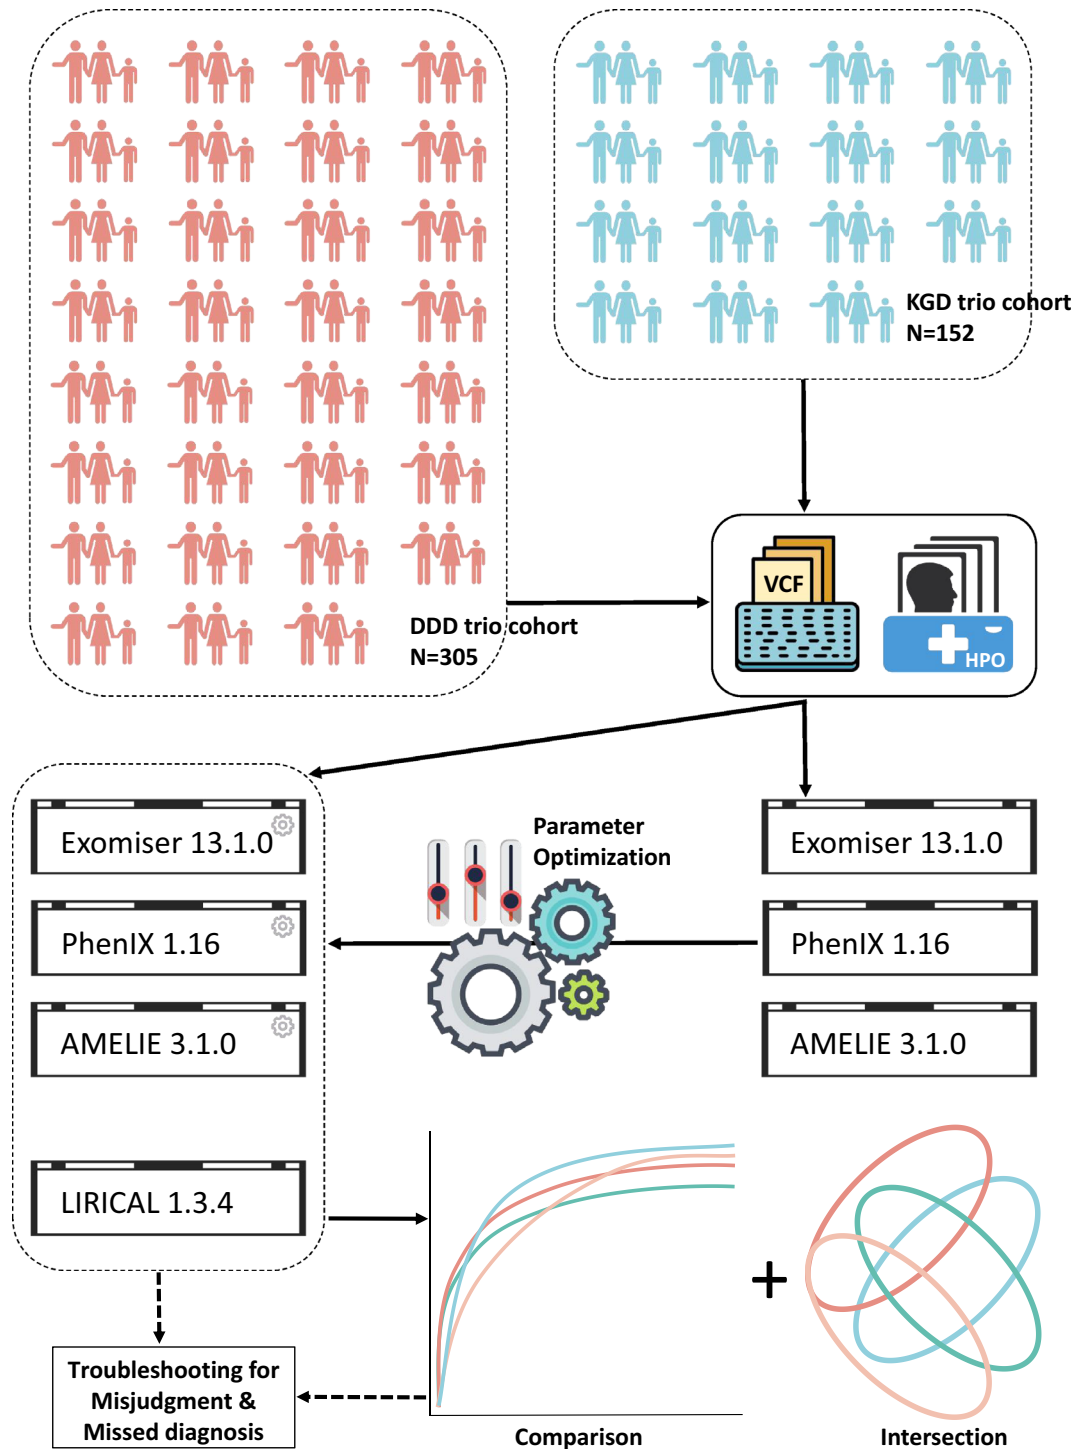 KGD trio cohort
N=152
DDD trio cohort
N=305
VCF
HPO
Exomiser 13.1.0
PhenIX 1.16
AMELIE 3.1.0
LIRICAL 1.3.4
Parameter
Optimization
Exomiser 13.1.0
PhenIX 1.16
AMELIE 3.1.0
Troubleshooting for
Misjudgment &
Missed diagnosis
Comparison
+
Intersection